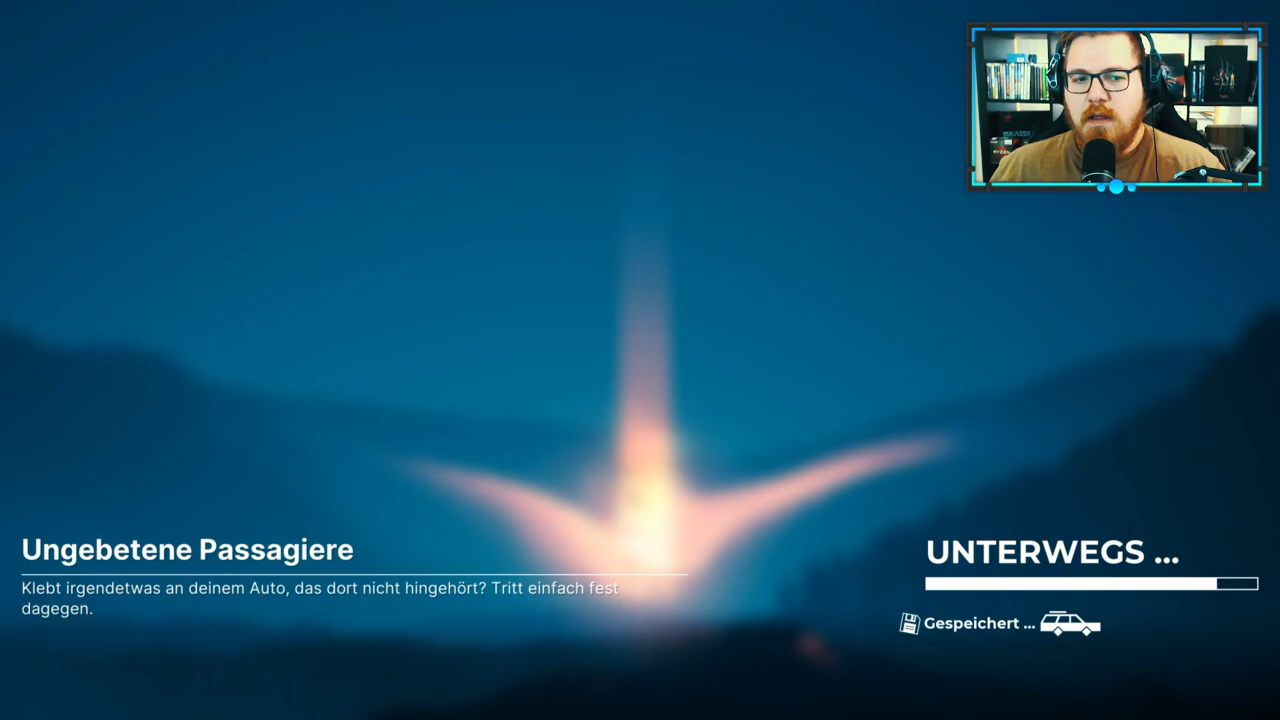 Ungebetene Passagiere
Klebt irgendetwas an deinem Auto, das dort nicht hingehört? Tritt einfach fest
dagegen.
UNTERWEGS ...
Gespeichert ...